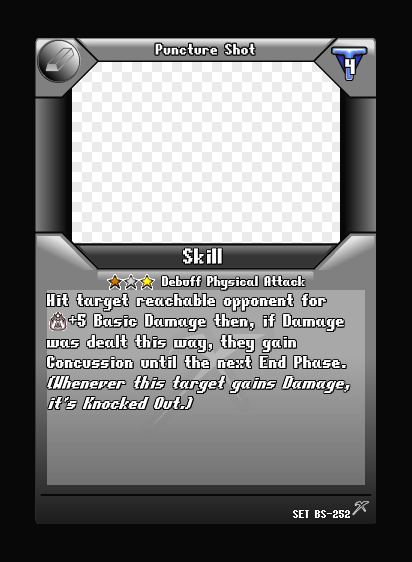 Puncture Shot
4
Skill
Debuff Physical Attack
Hit target reachable opponent for
+5 Basic Damage then, if Damage
was dealt this way, they gain
Concussion until the next End Phase.
(Whenever this target gains Damage,
it's Knocked Out.)
SET BS-252